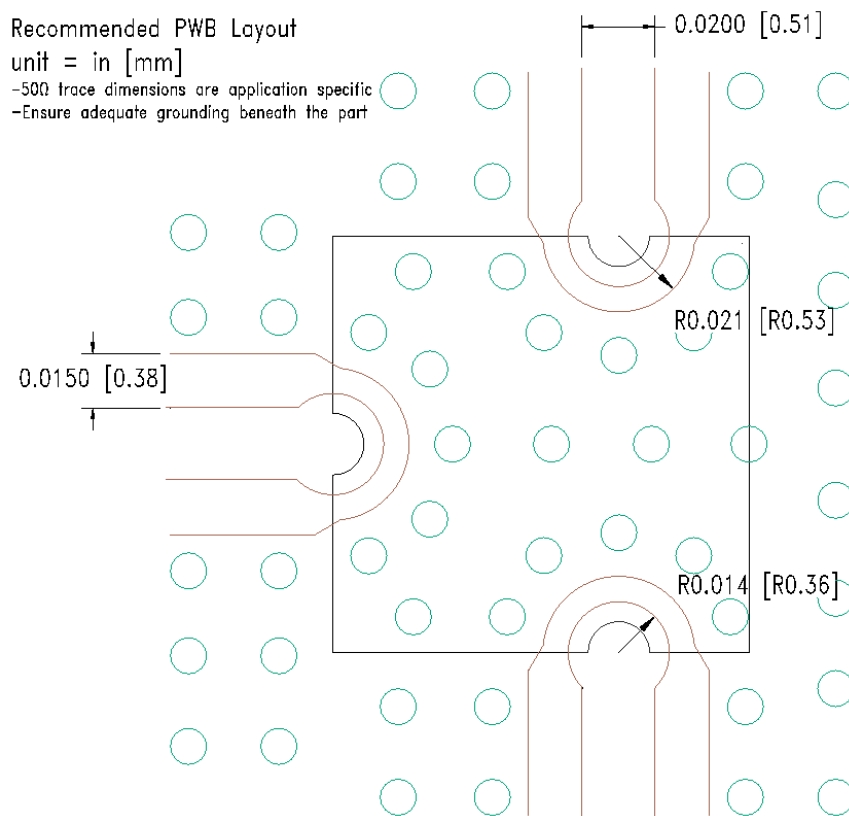 Recommended PWB Layout
unit = in [mm]
-50Ω trace dimensions are application specific
-Ensure adequate grounding beneath the part
0.0200 [0.51]
R0.021 [R0.53]
0.0150 [0.38]
R0.014 [R0.36]